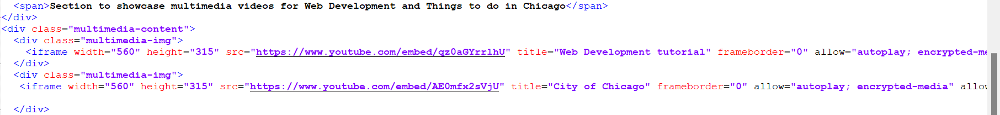 <span>Section to showcase multimedia videos for Web Development and Things to do in Chicago</span>
</div>
<div class="multimedia-content">
<div class="multimedia-img">
<iframe width="560" height="315" src="https://www.youtube.com/embed/qz0aGYrrlhU" title="Web Development tutorial" frameborder="0" allow="autoplay; encrypted-me
</div>
<div class="multimedia-img">
<iframe width="560" height="315" src="https://www.youtube.com/embed/AE0mfx2sVjU" title="City of Chicago" frameborder="0" allow="autoplay; encrypted-media" allow
</div>